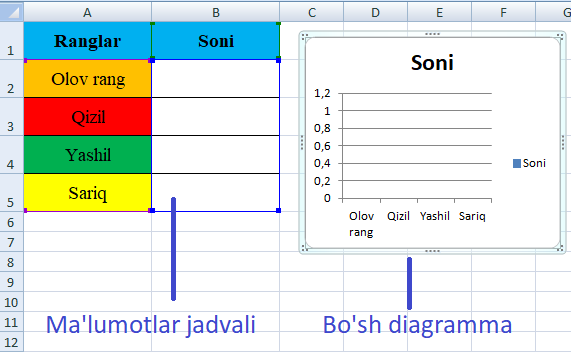 A B C D E F G
1 Ranglar Soni
2 Olov rang
3 Qizil
4 Yashil
5 Sariq
6
7
8
9
10
11
12
Soni
1,2
1
0,8
0,6
0,4
0,2
0
Olov rang Qizil Yashil Sariq
Soni
Ma'lumotlar jadvali
Bo'sh diagramma